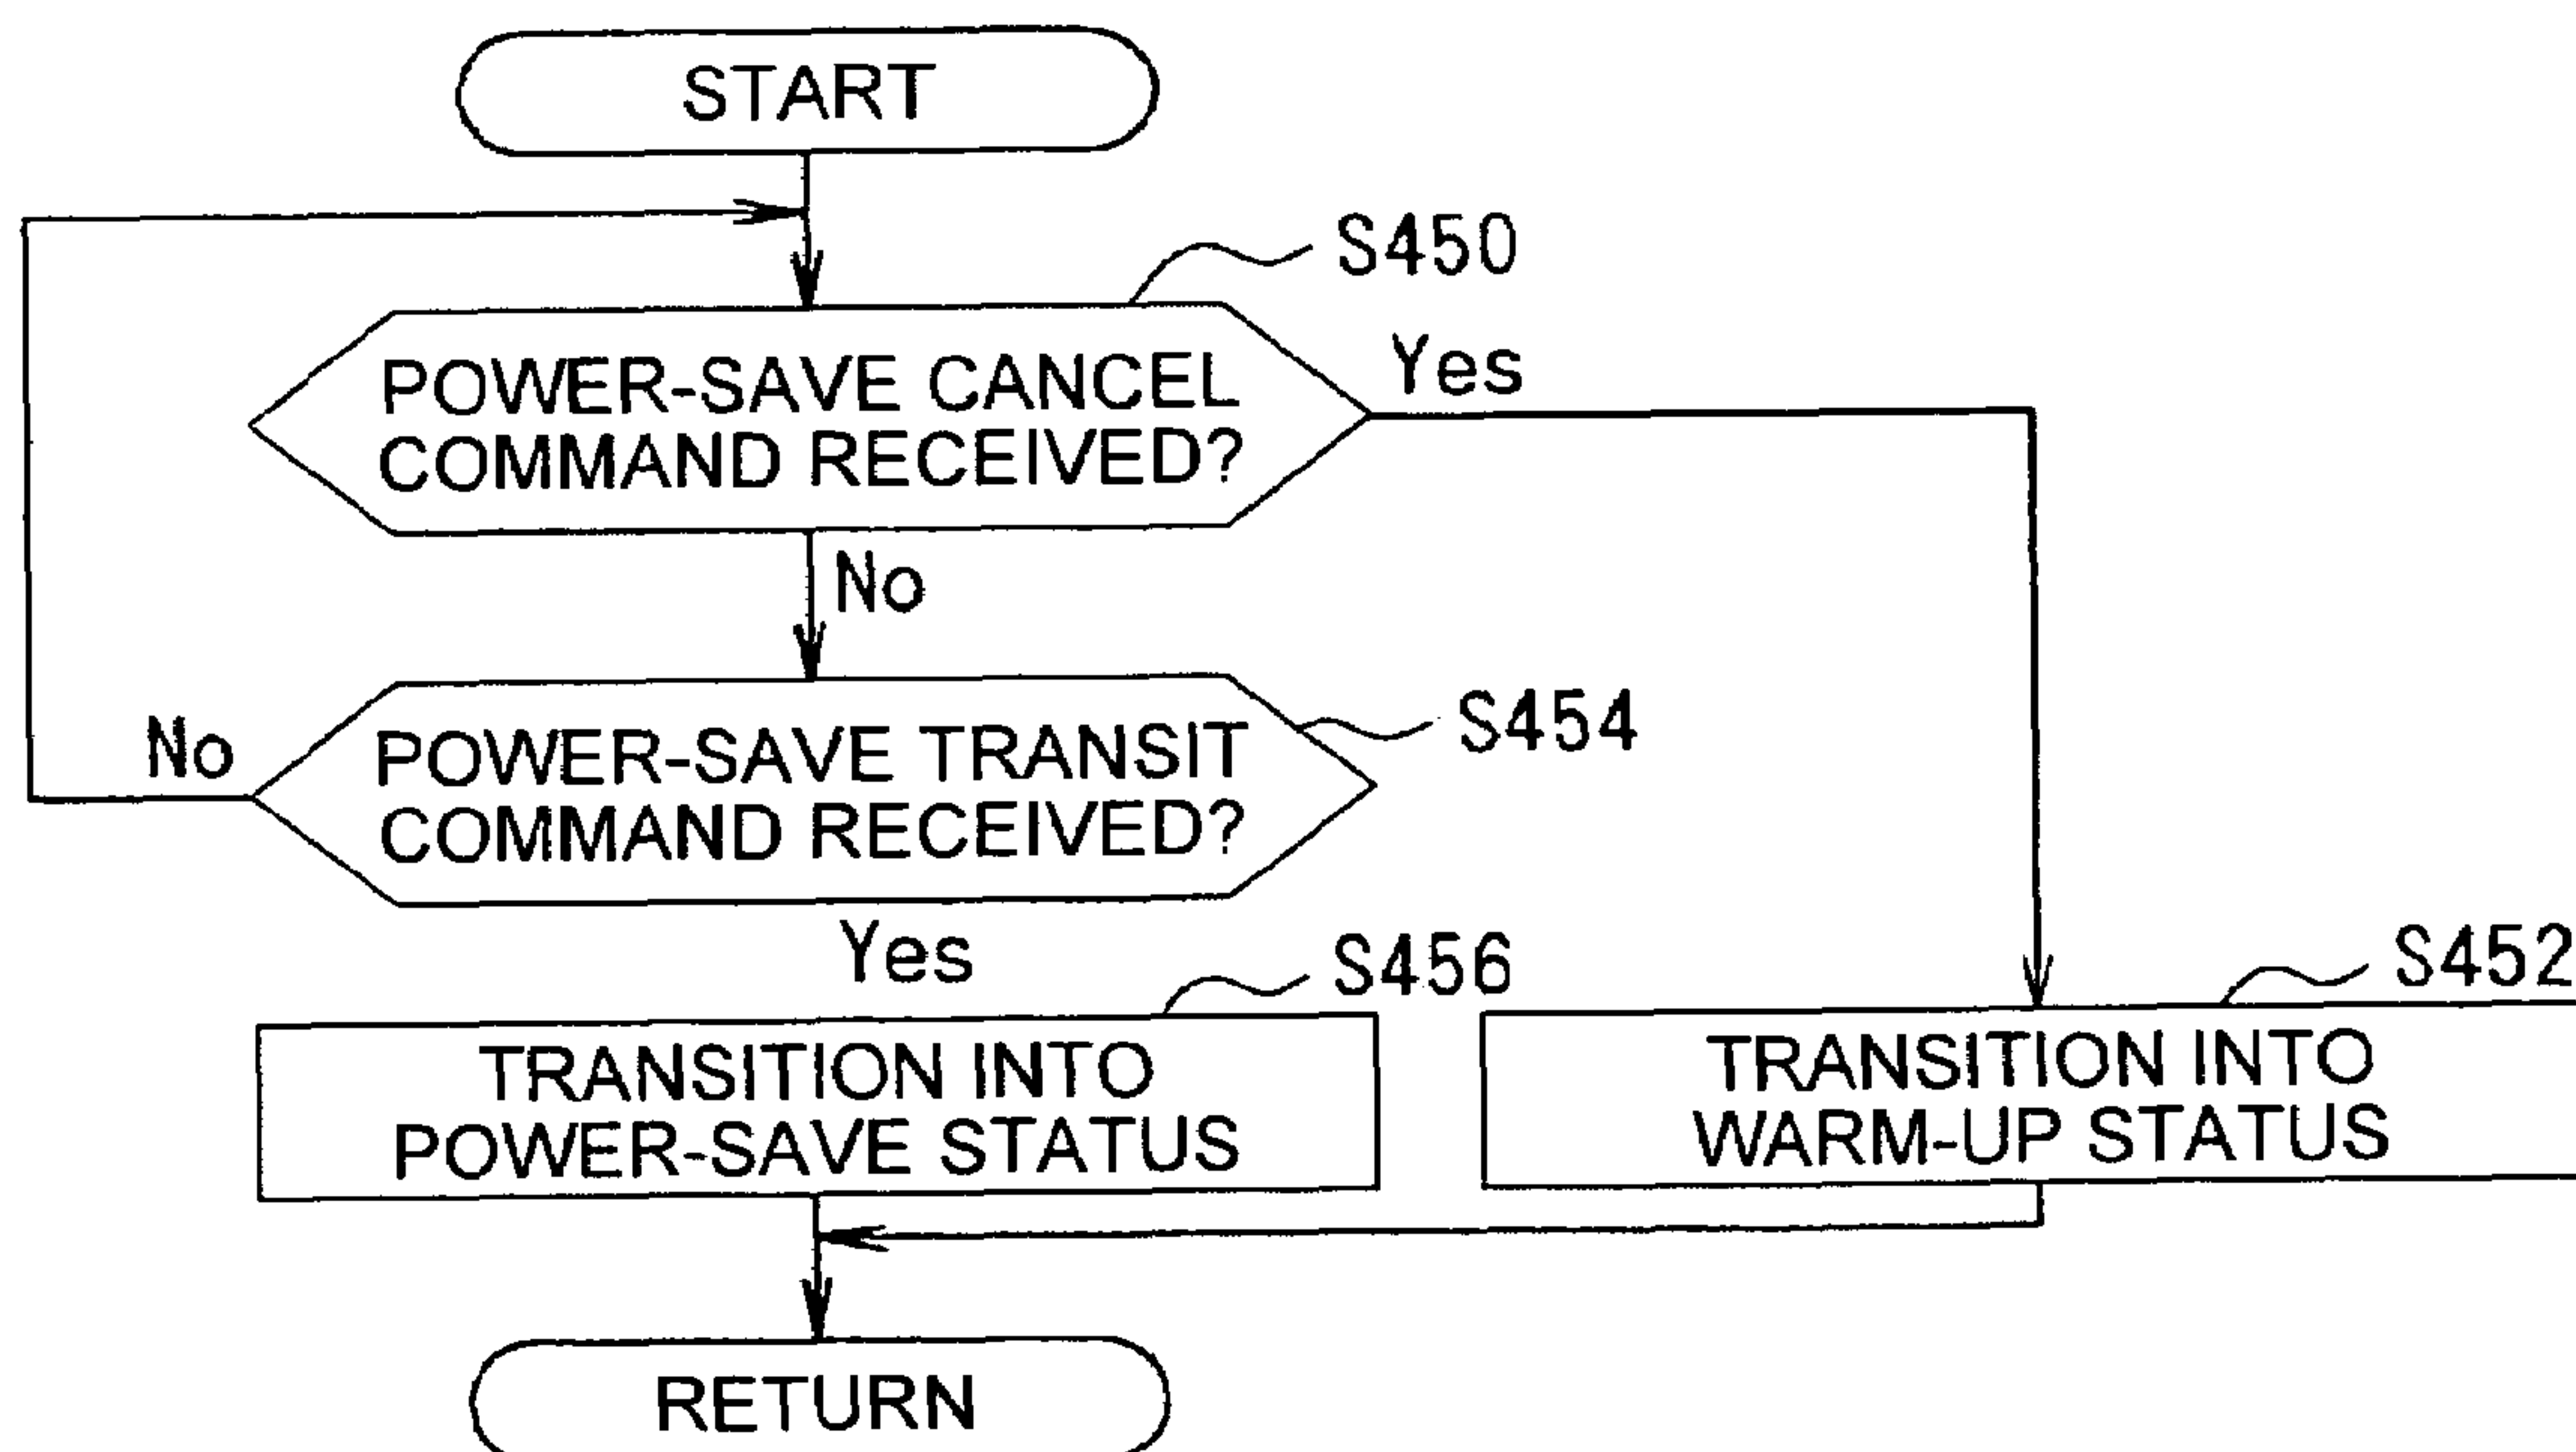 START
S450
POWER-SAVE CANCEL
COMMAND RECEIVED?
Yes
No
S454
POWER-SAVE TRANSIT
COMMAND RECEIVED?
No
Yes
S456
S452
TRANSITION INTO
POWER-SAVE STATUS
TRANSITION INTO
WARM-UP STATUS
RETURN